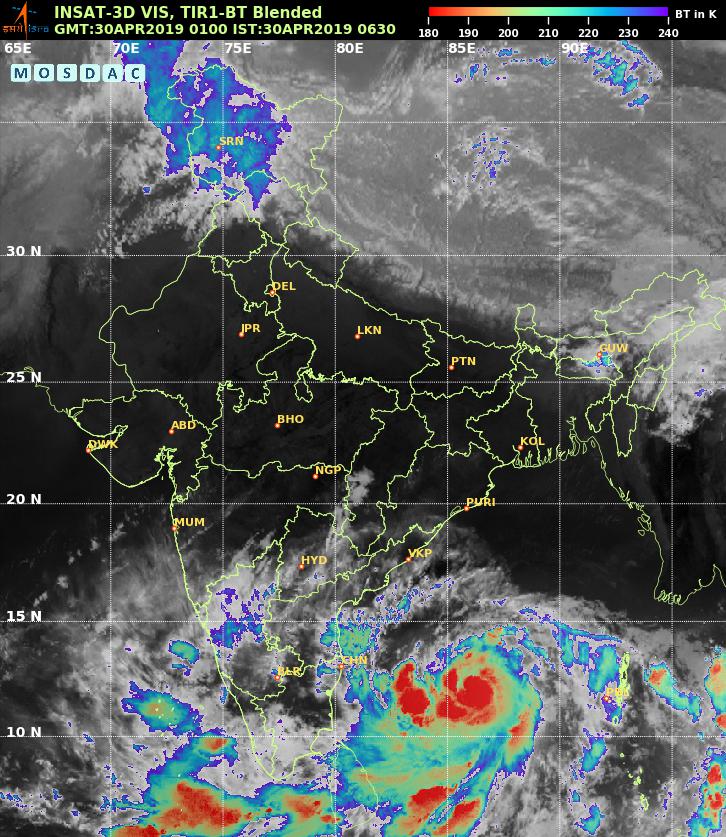 INSAT-3D VIS, TIR1-BT Blended
GMT:30APR2019 0100 IST:30APR2019 0630
BT in K
180 190 200 210 220 230 240
65E 70E 75E 80E 85E 90E
M O S D A C
SRN
30 N
DEL
JPR
LKN
GUW
PTN
25 N
ABD
BHO
DWK
KOL
NGP
20 N
PURI
MUM
VKP
HYD
15 N
CHN
BLR
PBL
10 N